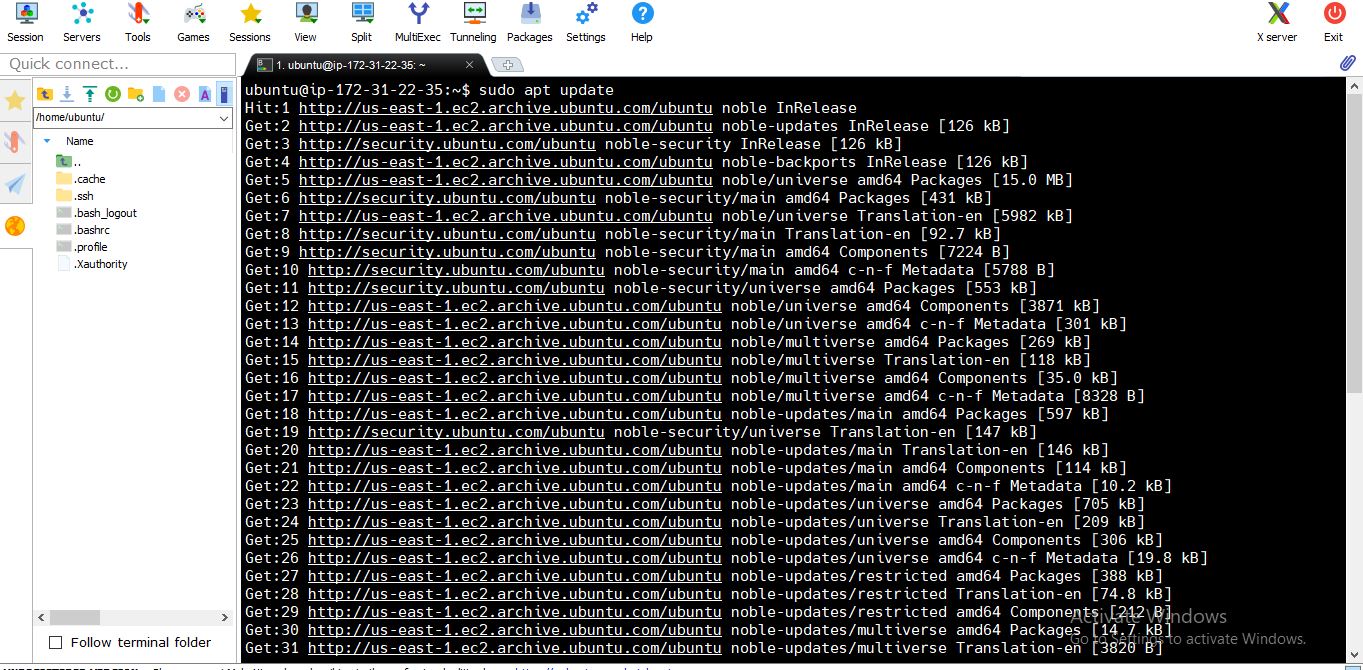 Session Servers Tools Games Sessions View Split MultiExec Tunneling Packages Settings Help X server Exit
Quick connect...
1. ubuntu@ip-172-31-22-35: ~
/home/ubuntu/
Name
..
.cache
.ssh
.bash_logout
.bashrc
.profile
.Xauthority
Follow terminal folder
ubuntu@ip-172-31-22-35:~$ sudo apt update
Hit:1 http://us-east-1.ec2.archive.ubuntu.com/ubuntu noble InRelease
Get:2 http://us-east-1.ec2.archive.ubuntu.com/ubuntu noble-updates InRelease [126 kB]
Get:3 http://security.ubuntu.com/ubuntu noble-security InRelease [126 kB]
Get:4 http://us-east-1.ec2.archive.ubuntu.com/ubuntu noble-backports InRelease [126 kB]
Get:5 http://us-east-1.ec2.archive.ubuntu.com/ubuntu noble/universe amd64 Packages [15.0 MB]
Get:6 http://security.ubuntu.com/ubuntu noble-security/main amd64 Packages [431 kB]
Get:7 http://us-east-1.ec2.archive.ubuntu.com/ubuntu noble/universe Translation-en [5982 kB]
Get:8 http://security.ubuntu.com/ubuntu noble-security/main Translation-en [92.7 kB]
Get:9 http://security.ubuntu.com/ubuntu noble-security/main amd64 Components [7224 B]
Get:10 http://security.ubuntu.com/ubuntu noble-security/main amd64 c-n-f Metadata [5788 B]
Get:11 http://security.ubuntu.com/ubuntu noble-security/universe amd64 Packages [553 kB]
Get:12 http://us-east-1.ec2.archive.ubuntu.com/ubuntu noble/universe amd64 Components [3871 kB]
Get:13 http://us-east-1.ec2.archive.ubuntu.com/ubuntu noble/universe amd64 c-n-f Metadata [301 kB]
Get:14 http://us-east-1.ec2.archive.ubuntu.com/ubuntu noble/multiverse amd64 Packages [269 kB]
Get:15 http://us-east-1.ec2.archive.ubuntu.com/ubuntu noble/multiverse Translation-en [118 kB]
Get:16 http://us-east-1.ec2.archive.ubuntu.com/ubuntu noble/multiverse amd64 Components [35.0 kB]
Get:17 http://us-east-1.ec2.archive.ubuntu.com/ubuntu noble/multiverse amd64 c-n-f Metadata [8328 B]
Get:18 http://us-east-1.ec2.archive.ubuntu.com/ubuntu noble-updates/main amd64 Packages [597 kB]
Get:19 http://security.ubuntu.com/ubuntu noble-security/universe Translation-en [147 kB]
Get:20 http://us-east-1.ec2.archive.ubuntu.com/ubuntu noble-updates/main Translation-en [146 kB]
Get:21 http://us-east-1.ec2.archive.ubuntu.com/ubuntu noble-updates/main amd64 Components [114 kB]
Get:22 http://us-east-1.ec2.archive.ubuntu.com/ubuntu noble-updates/main amd64 c-n-f Metadata [10.2 kB]
Get:23 http://us-east-1.ec2.archive.ubuntu.com/ubuntu noble-updates/universe amd64 Packages [705 kB]
Get:24 http://us-east-1.ec2.archive.ubuntu.com/ubuntu noble-updates/universe Translation-en [209 kB]
Get:25 http://us-east-1.ec2.archive.ubuntu.com/ubuntu noble-updates/universe amd64 Components [306 kB]
Get:26 http://us-east-1.ec2.archive.ubuntu.com/ubuntu noble-updates/universe amd64 c-n-f Metadata [19.8 kB]
Get:27 http://us-east-1.ec2.archive.ubuntu.com/ubuntu noble-updates/restricted amd64 Packages [388 kB]
Get:28 http://us-east-1.ec2.archive.ubuntu.com/ubuntu noble-updates/restricted Translation-en [74.8 kB]
Get:29 http://us-east-1.ec2.archive.ubuntu.com/ubuntu noble-updates/restricted amd64 Components [212 B]
Get:30 http://us-east-1.ec2.archive.ubuntu.com/ubuntu noble-updates/multiverse amd64 Packages [14.7 kB]
Get:31 http://us-east-1.ec2.archive.ubuntu.com/ubuntu noble-updates/multiverse Translation-en [3820 B]
Activate Windows
Go to Settings to activate Windows.